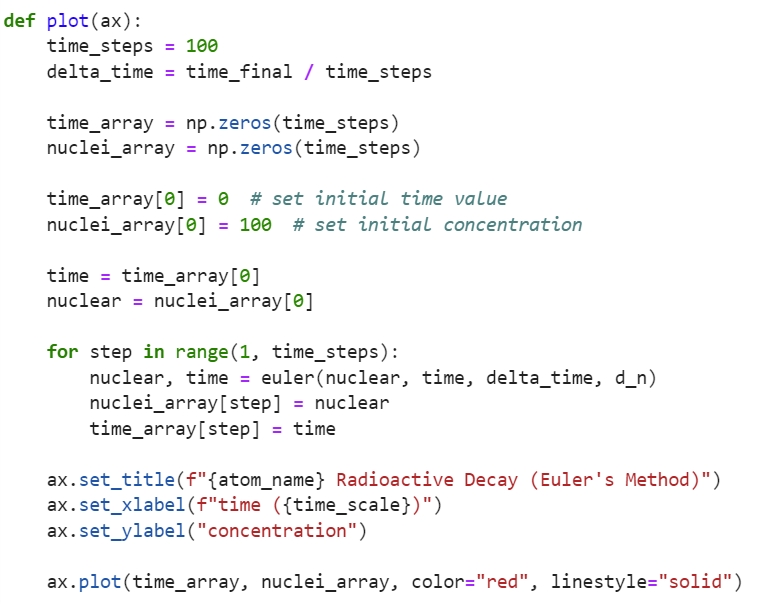 def plot(ax):
    time_steps = 100
    delta_time = time_final / time_steps

    time_array = np.zeros(time_steps)
    nuclei_array = np.zeros(time_steps)

    time_array[0] = 0  # set initial time value
    nuclei_array[0] = 100  # set initial concentration

    time = time_array[0]
    nuclear = nuclei_array[0]

    for step in range(1, time_steps):
        nuclear, time = euler(nuclear, time, delta_time, d_n)
        nuclei_array[step] = nuclear
        time_array[step] = time

    ax.set_title(f"{atom_name} Radioactive Decay (Euler's Method)")
    ax.set_xlabel(f"time ({time_scale})")
    ax.set_ylabel("concentration")

    ax.plot(time_array, nuclei_array, color="red", linestyle="solid")